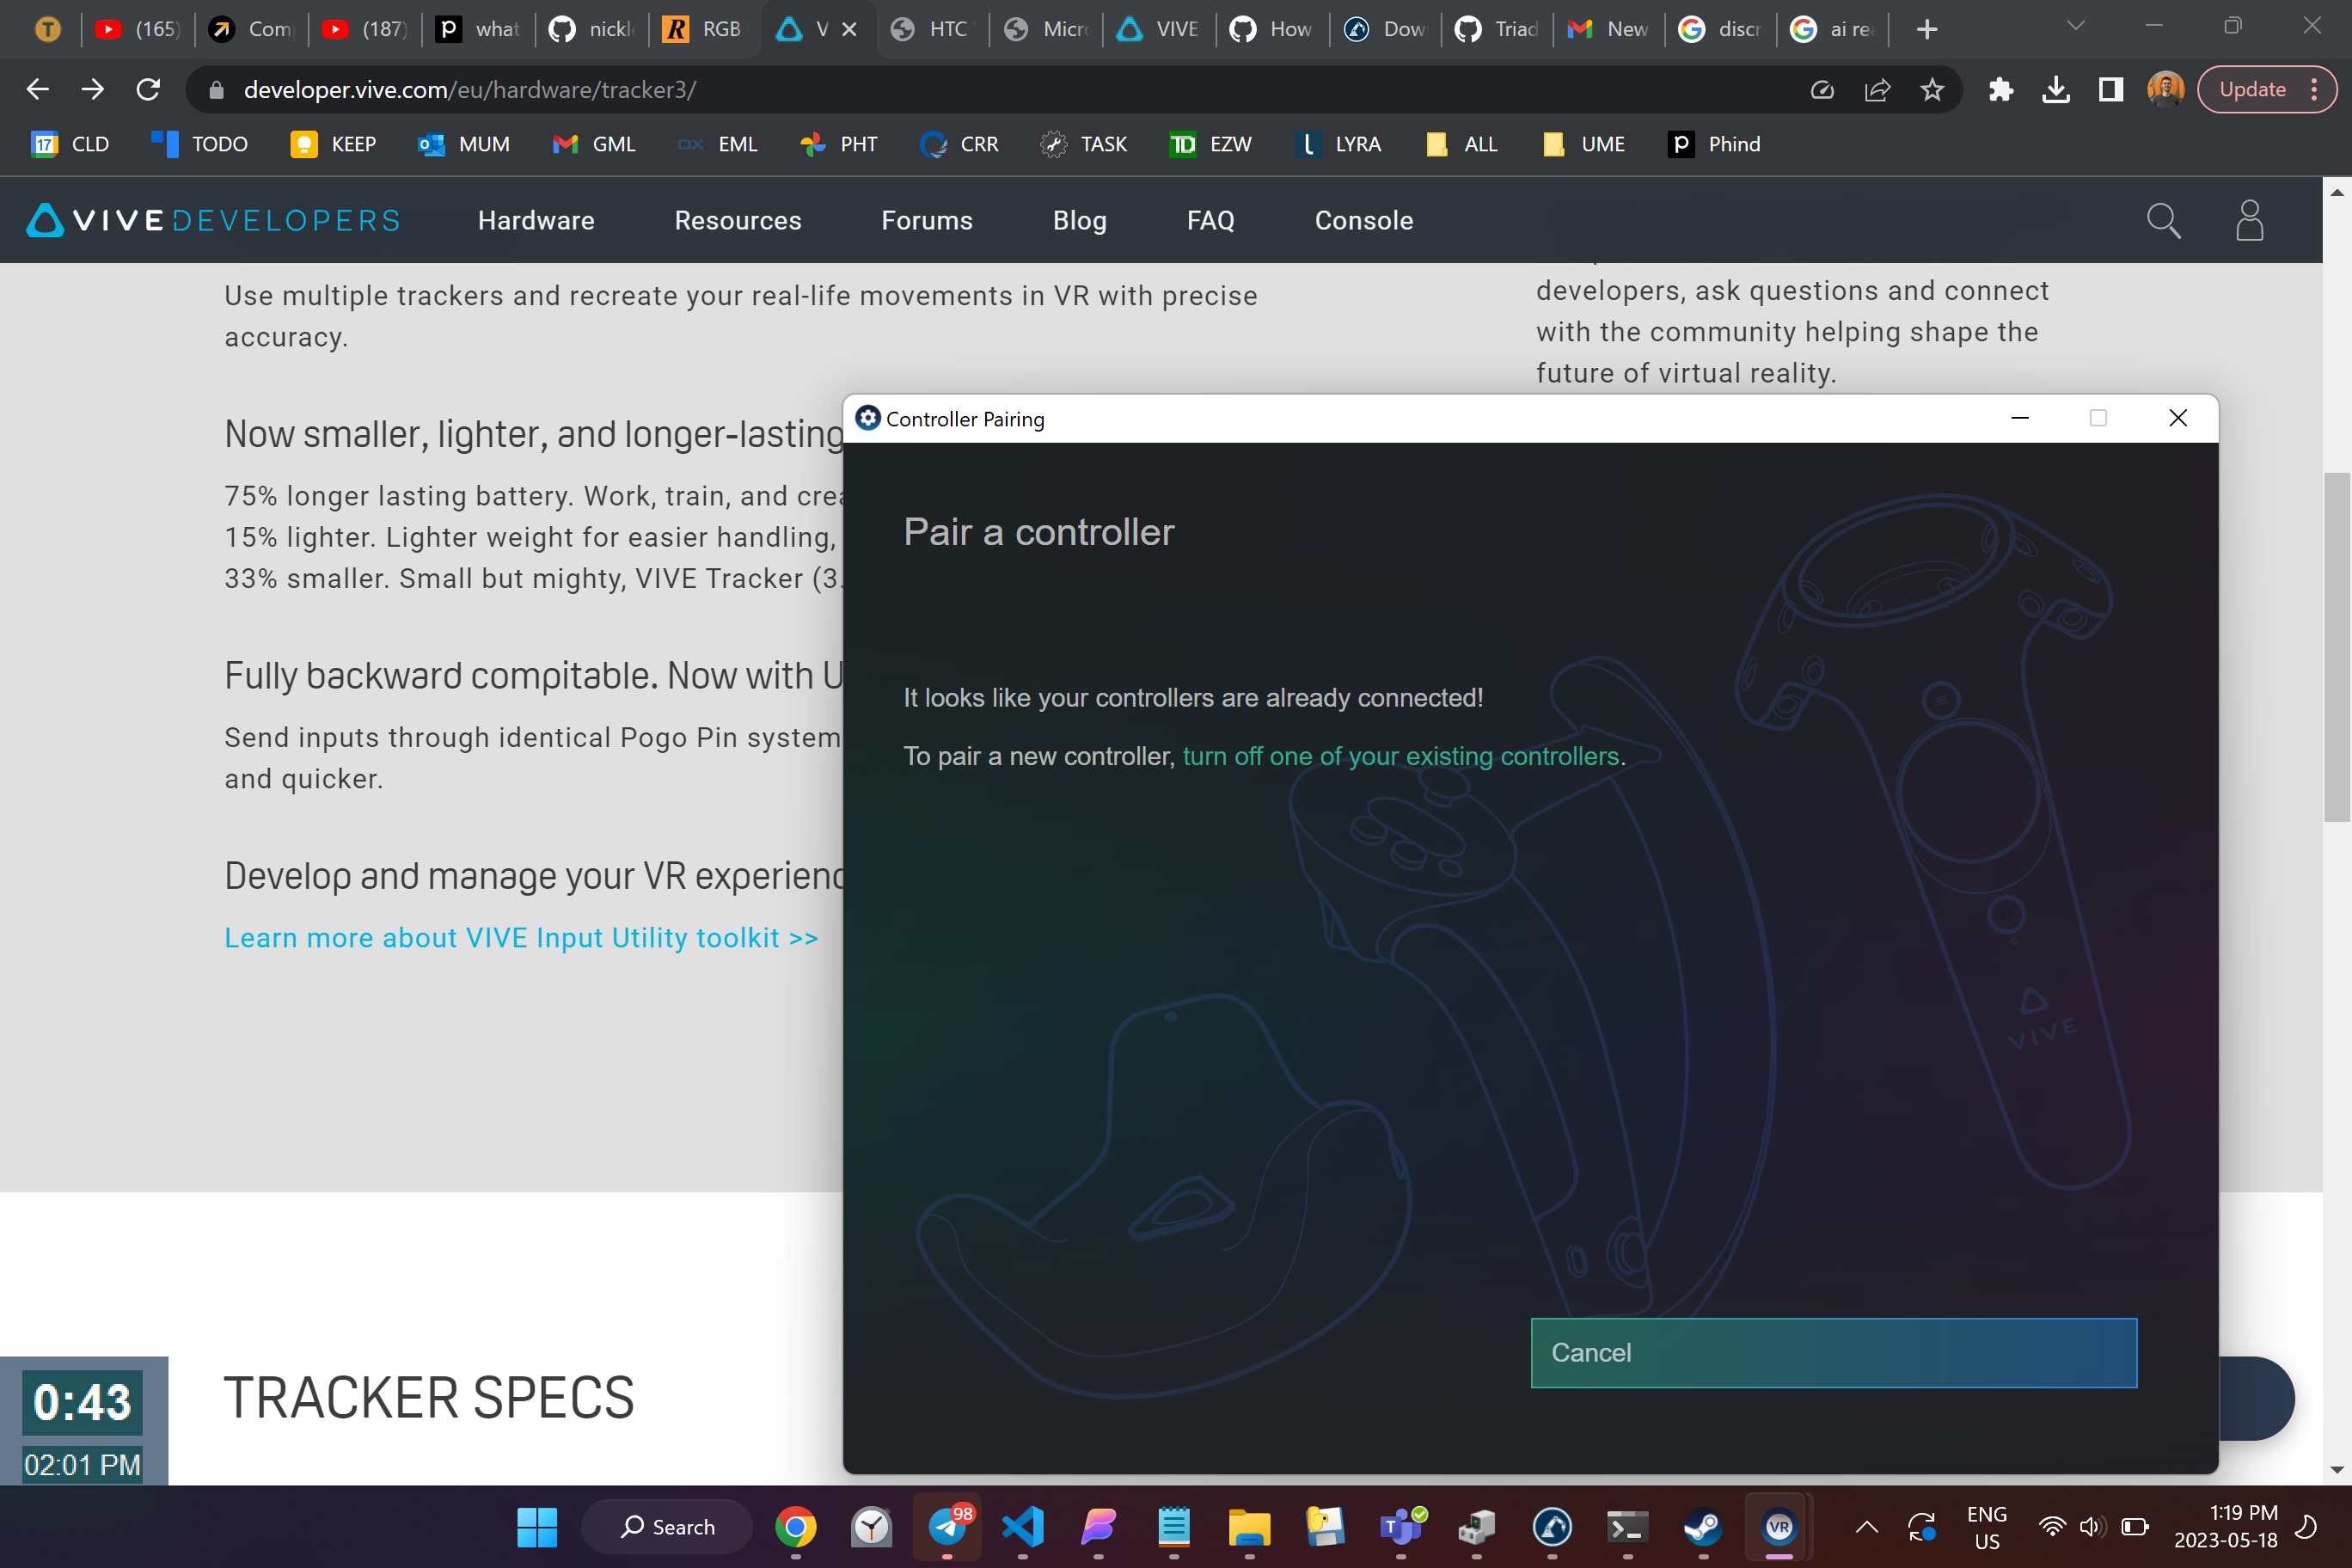 T
(165)
Com
(187)
what
nickl
RGB
V
HTC
Micr
VIVE
How
Dow
Triad
New
discr
ai re
developer.vive.com/eu/hardware/tracker3/
Update
17 CLD
TODO
KEEP
MUM
GML
EML
PHT
CRR
TASK
EZW
LYRA
ALL
UME
Phind
VIVE DEVELOPERS
Hardware
Resources
Forums
Blog
FAQ
Console
Use multiple trackers and recreate your real-life movements in VR with precise
accuracy.
developers, ask questions and connect
with the community helping shape the
future of virtual reality.
Now smaller, lighter, and longer-lasting
75% longer lasting battery. Work, train, and crea
15% lighter. Lighter weight for easier handling,
33% smaller. Small but mighty, VIVE Tracker (3.
Fully backward compitable. Now with U
Send inputs through identical Pogo Pin system
and quicker.
Develop and manage your VR experienc
Learn more about VIVE Input Utility toolkit >>
Controller Pairing
Pair a controller
It looks like your controllers are already connected!
To pair a new controller, turn off one of your existing controllers.
VIVE
Cancel
TRACKER SPECS
0:43
02:01 PM
Search
98
VR
ENG
US
1:19 PM
2023-05-18